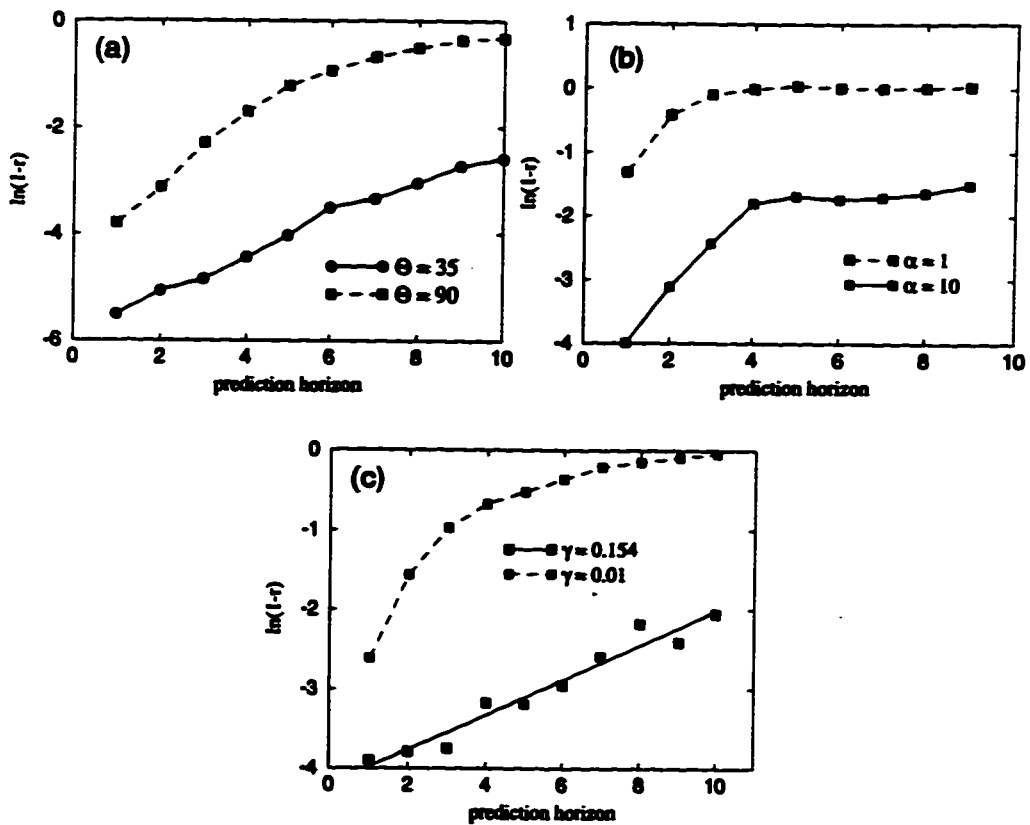 (a)
0
-2
-4
-6
ln(1-r)
Θ = 35
Θ = 90
0 2 4 6 8 10
prediction horizon
(b)
1
0
-1
-2
-3
-4
ln(1-r)
α = 1
α = 10
0 2 4 6 8 10
prediction horizon
(c)
0
-1
-2
-3
-4
ln(1-r)
γ = 0.154
γ = 0.01
0 2 4 6 8 10
prediction horizon